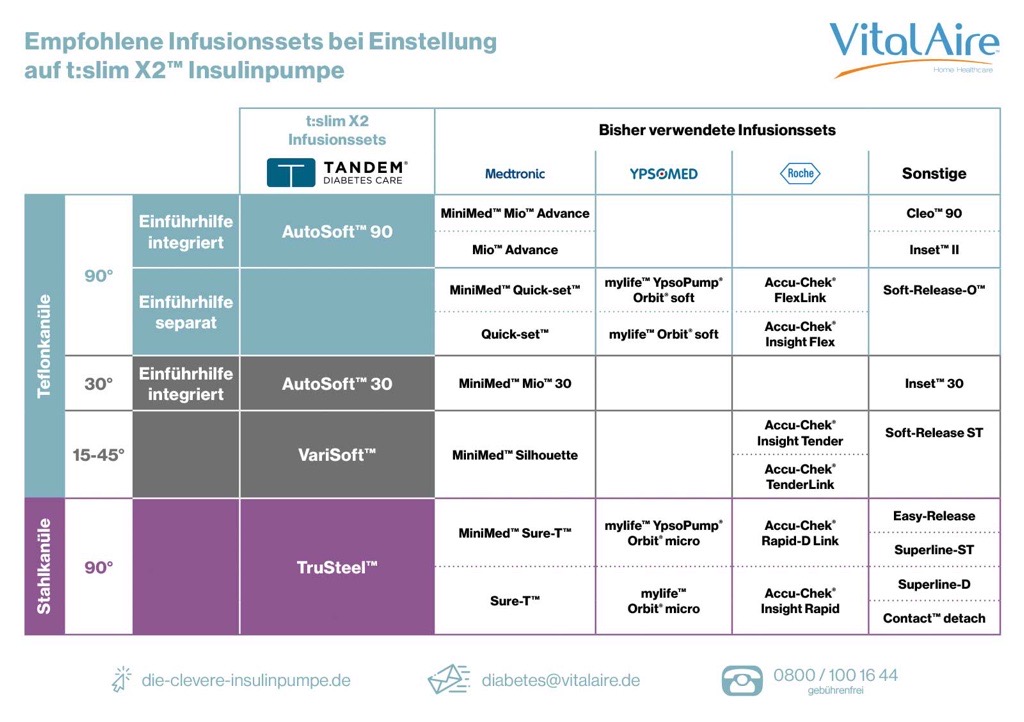 Empfohlene Infusionssets bei Einstellung
auf t:slim X2™ Insulinpumpe
VitalAire™
Home Healthcare
t:slim X2
Infusionssets
TANDEM®
DIABETES CARE
Bisher verwendete Infusionssets
Medtronic
YPSOMED
Roche
Sonstige
Teflonkanüle
90°
Einführhilfe
integriert
AutoSoft™ 90
MiniMed™ Mio™ Advance
Mio™ Advance
Cleo™ 90
Inset™ II
Einführhilfe
separat
MiniMed™ Quick-set™
Quick-set™
mylife™ YpsoPump®
Orbit® soft
mylife™ Orbit® soft
Accu-Chek®
FlexLink
Accu-Chek®
Insight Flex
Soft-Release-O™
30°
Einführhilfe
integriert
AutoSoft™ 30
MiniMed™ Mio™ 30
Inset™ 30
15-45°
VariSoft™
MiniMed™ Silhouette
Accu-Chek®
Insight Tender
Accu-Chek®
TenderLink
Soft-Release ST
Stahlkanüle
90°
TruSteel™
MiniMed™ Sure-T™
Sure-T™
mylife™ YpsoPump®
Orbit® micro
mylife™
Orbit® micro
Accu-Chek®
Rapid-D Link
Accu-Chek®
Insight Rapid
Easy-Release
Superline-ST
Superline-D
Contact™ detach
die-clevere-insulinpumpe.de
diabetes@vitalaire.de
0800 / 100 16 44
gebührenfrei